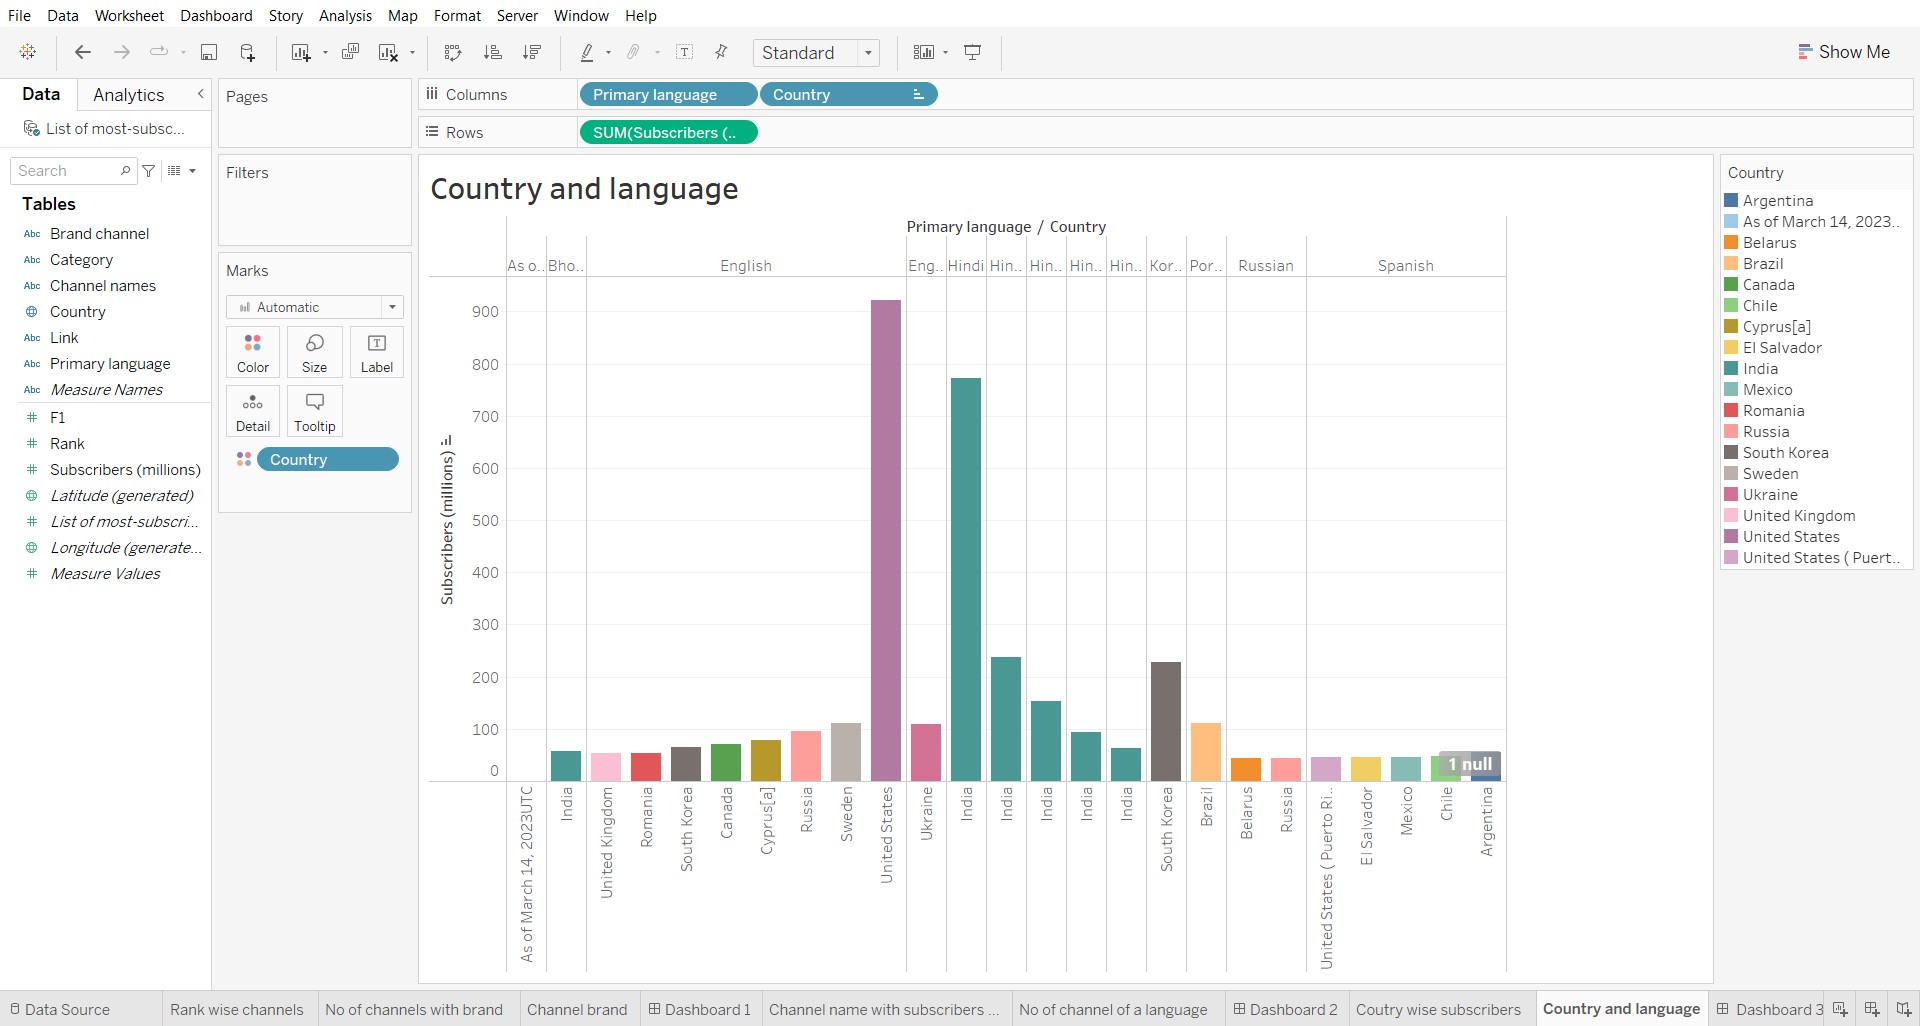 File Data Worksheet Dashboard Story Analysis Map Format Server Window Help
Standard
Show Me
Data Analytics
List of most-subsc...
Search
Tables
Abc Brand channel
Abc Category
Abc Channel names
Country
Abc Link
Abc Primary language
Abc Measure Names
# F1
# Rank
# Subscribers (millions)
Latitude (generated)
# List of most-subscri...
Longitude (generate...
# Measure Values
Pages
Filters
Marks
Automatic
Color Size Label
Detail Tooltip
Country
Columns Primary language Country
Rows SUM(Subscribers (..
Country and language
Primary language / Country
As o.. Bho.. English Eng.. Hindi Hin.. Hin.. Hin.. Hin.. Kor.. Por.. Russian Spanish
Subscribers (millions)
900
800
700
600
500
400
300
200
100
0
1 null
As of March 14, 2023UTC
India
United Kingdom
Romania
South Korea
Canada
Cyprus[a]
Russia
Sweden
United States
Ukraine
India
India
India
India
India
South Korea
Brazil
Belarus
Russia
United States ( Puerto Ri..
El Salvador
Mexico
Chile
Argentina
Country
Argentina
As of March 14, 2023..
Belarus
Brazil
Canada
Chile
Cyprus[a]
El Salvador
India
Mexico
Romania
Russia
South Korea
Sweden
Ukraine
United Kingdom
United States
United States ( Puert..
Data Source Rank wise channels No of channels with brand Channel brand Dashboard 1 Channel name with subscribers ... No of channel of a language Dashboard 2 Coutry wise subscribers Country and language Dashboard 3